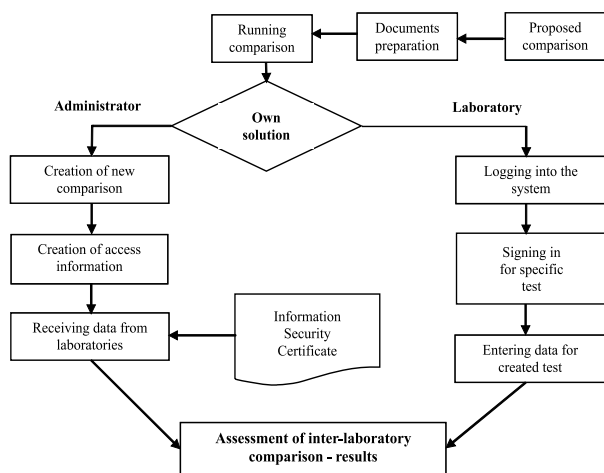 Running
comparison
Documents
preparation
Proposed
comparison
Administrator
Own
solution
Laboratory
Creation of new
comparison
Logging into the
system
Creation of access
information
Signing in
for specific
test
Receiving data from
laboratories
Information
Security
Certificate
Entering data for
created test
Assessment of inter-laboratory
comparison - results